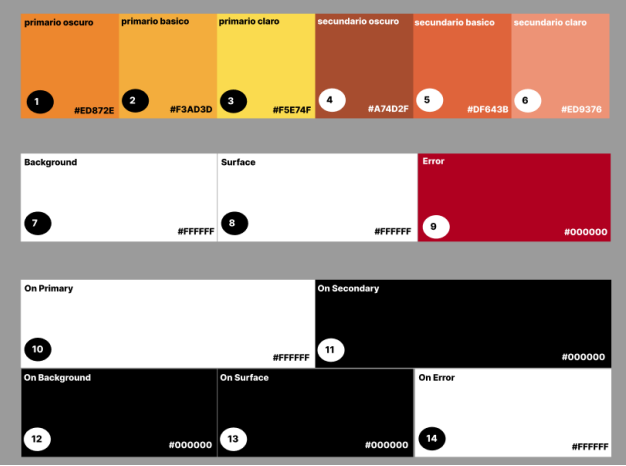 primario oscuro
primario basico
primario claro
secundario oscuro
secundario basico
secundario claro
1
#ED872E
2
#F3AD3D
3
#F5E74F
4
#A74D2F
5
#DF643B
6
#ED9376
Background
Surface
Error
7
#FFFFFF
8
#FFFFFF
9
#000000
On Primary
On Secondary
10
#FFFFFF
11
#000000
On Background
On Surface
On Error
12
#000000
13
#000000
14
#FFFFFF